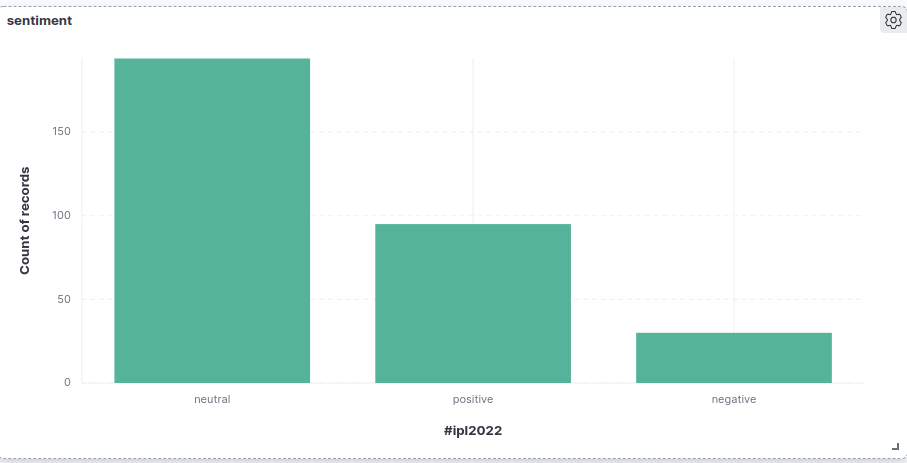 sentiment
Count of records
150
100
50
0
neutral
positive
negative
#ipl2022